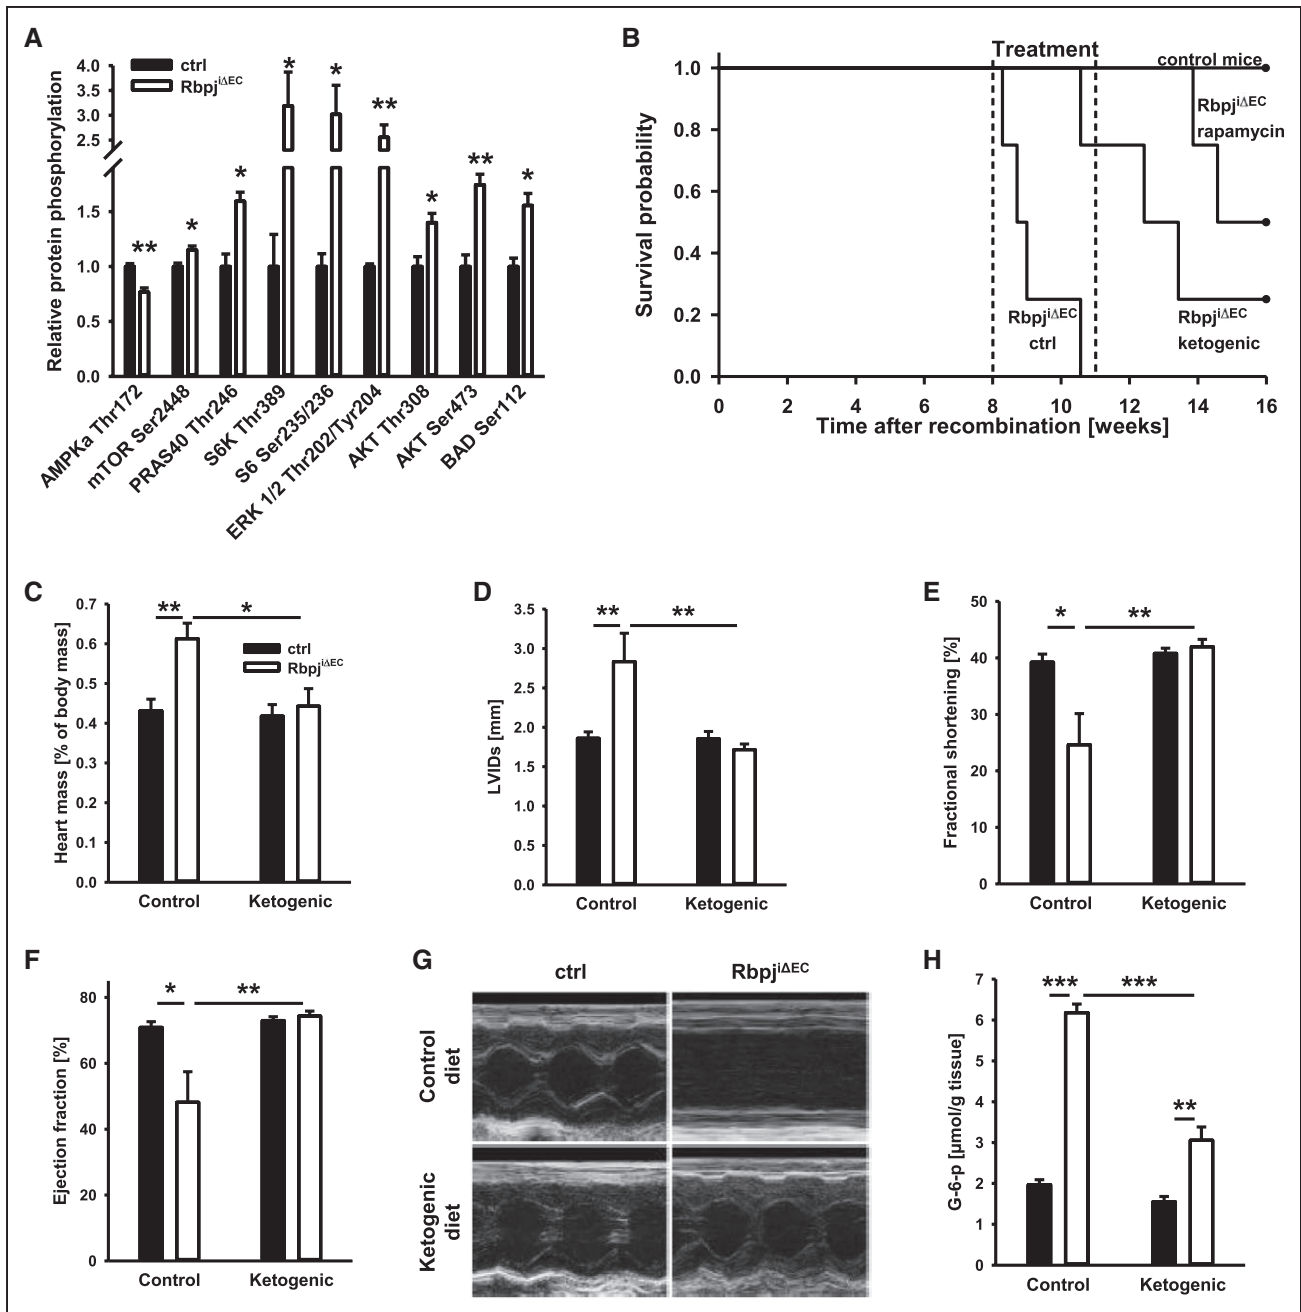 A
Relative protein phosphorylation
4.0
3.5
3.0
2.5
1.5
1.0
0.5
0.0
ctrl
Rbpj^iΔEC
**
*
*
*
*
**
*
**
*
AMPKa Thr172
mTOR Ser2448
PRAS40 Thr246
S6K Thr389
S6 Ser235/236
ERK 1/2 Thr202/Tyr204
AKT Thr308
AKT Ser473
BAD Ser112
B
Survival probability
1.0
0.8
0.6
0.4
0.2
0.0
Treatment
control mice
Rbpj^iΔEC
rapamycin
Rbpj^iΔEC
ctrl
Rbpj^iΔEC
ketogenic
0 2 4 6 8 10 12 14 16
Time after recombination [weeks]
C
Heart mass [% of body mass]
0.7
0.6
0.5
0.4
0.3
0.2
0.1
0.0
** *
ctrl
Rbpj^iΔEC
Control Ketogenic
D
LVIDs [mm]
3.5
3.0
2.5
2.0
1.5
1.0
0.5
0.0
** **
Control Ketogenic
E
Fractional shortening [%]
50
40
30
20
10
0
* **
Control Ketogenic
F
Ejection fraction [%]
80
60
40
20
0
* **
Control Ketogenic
G
ctrl Rbpj^iΔEC
Control
diet
Ketogenic
diet
H
G-6-p [µmol/g tissue]
7
6
5
4
3
2
1
0
*** ***
**
Control Ketogenic